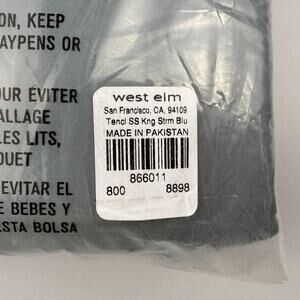 ON, KEEP
AYPENS OR
OUR ÉVITER
ALLAGE
LES LITS,
QUET
EVITAR EL
E BEBES Y
ESTA BOLSA
west elm
San Francisco, CA, 94109
Tencl SS Kng Strm Blu
MADE IN PAKISTAN
866011
800 8898